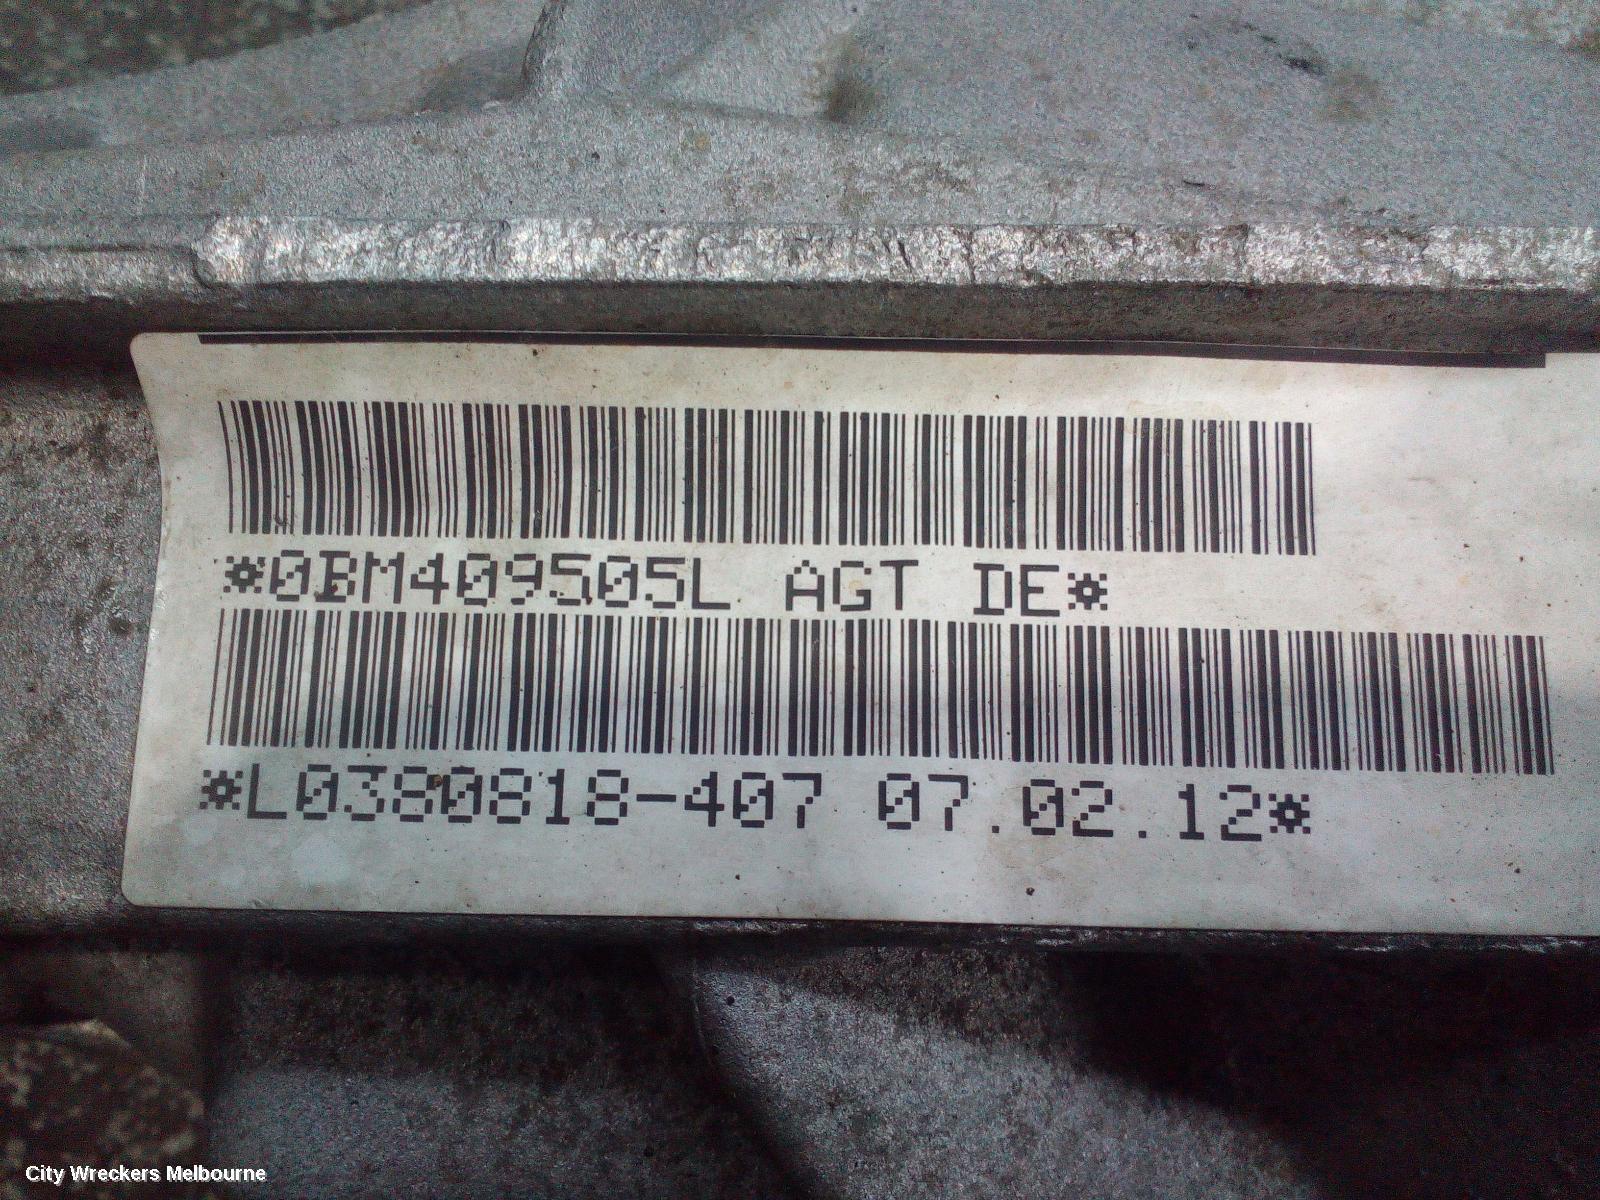 *0BM409505L AGT DE*
*L0380818-407 07.02.12*
City Wreckers Melbourne